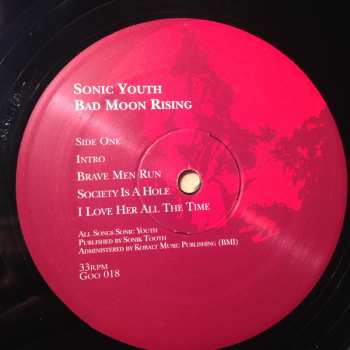 Sonic Youth
Bad Moon Rising
Side One
Intro
Brave Men Run
Society Is A Hole
I Love Her All The Time
All Songs Sonic Youth
Published by Sonik Tooth
Administered by Kobalt Music Publishing (BMI)
33rpm
Goo 018